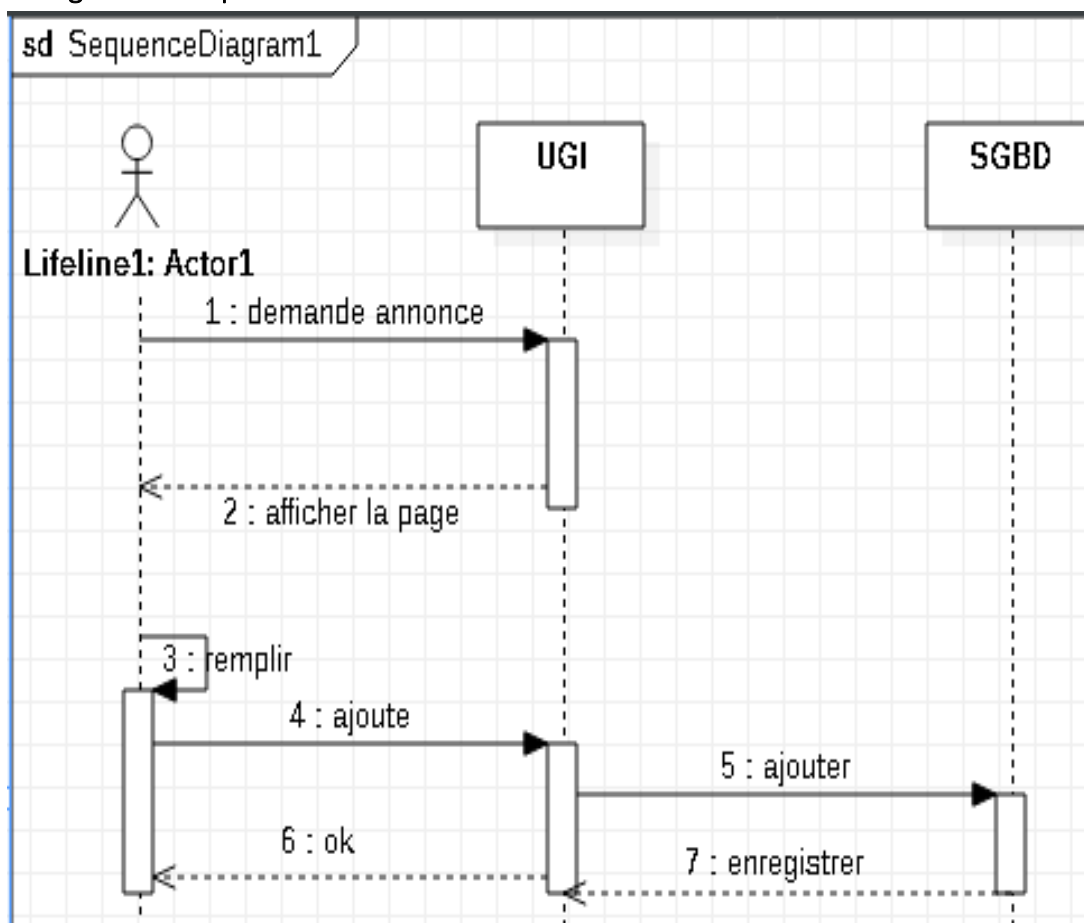 sd SequenceDiagram1
UGI
SGBD
Lifeline1: Actor1
1 : demande annonce
2 : afficher la page
3 : remplir
4 : ajoute
5 : ajouter
6 : ok
7 : enregistrer